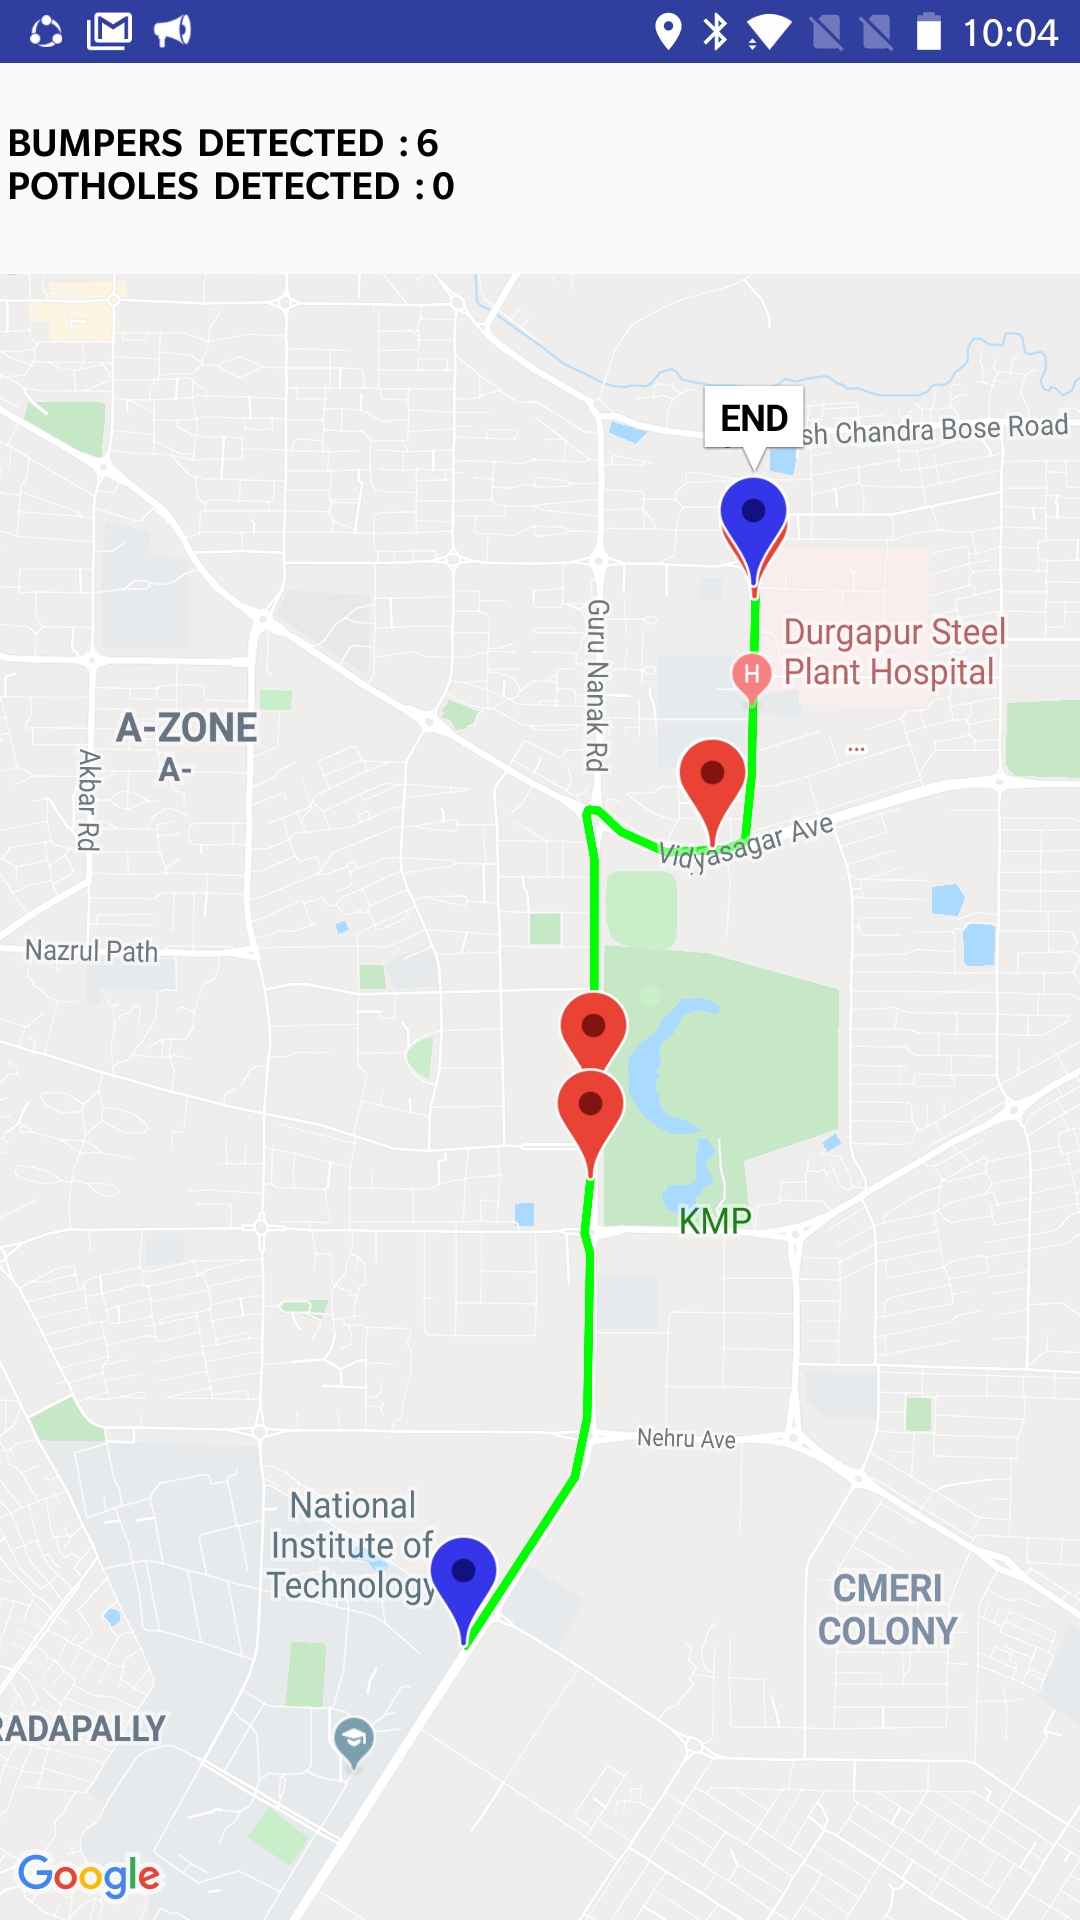 10:04
BUMPERS DETECTED : 6
POTHOLES DETECTED : 0
END
sh Chandra Bose Road
Guru Nanak Rd
Durgapur Steel
Plant Hospital
H
A-ZONE
A-
Akbar Rd
...
Vidyasagar Ave
Nazrul Path
KMP
Nehru Ave
National
Institute of
Technology
CMERI
COLONY
RADAPALLY
Google